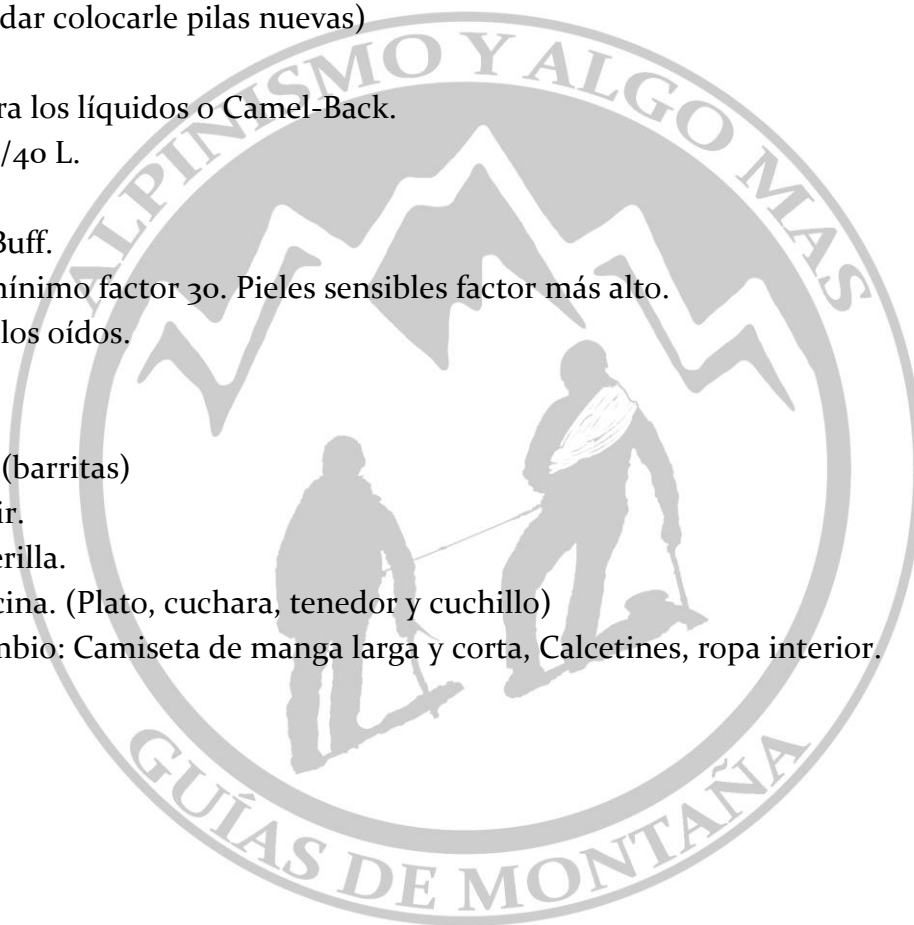 dar colocarle pilas nuevas)
ra los líquidos o Camel-Back.
/40 L.
Buff.
mínimo factor 30. Pieles sensibles factor más alto.
los oídos.
(barritas)
ir.
erilla.
cina. (Plato, cuchara, tenedor y cuchillo)
mbio: Camiseta de manga larga y corta, Calcetines, ropa interior.
ALPINISMO Y ALGO MAS
GUÍAS DE MONTAÑA